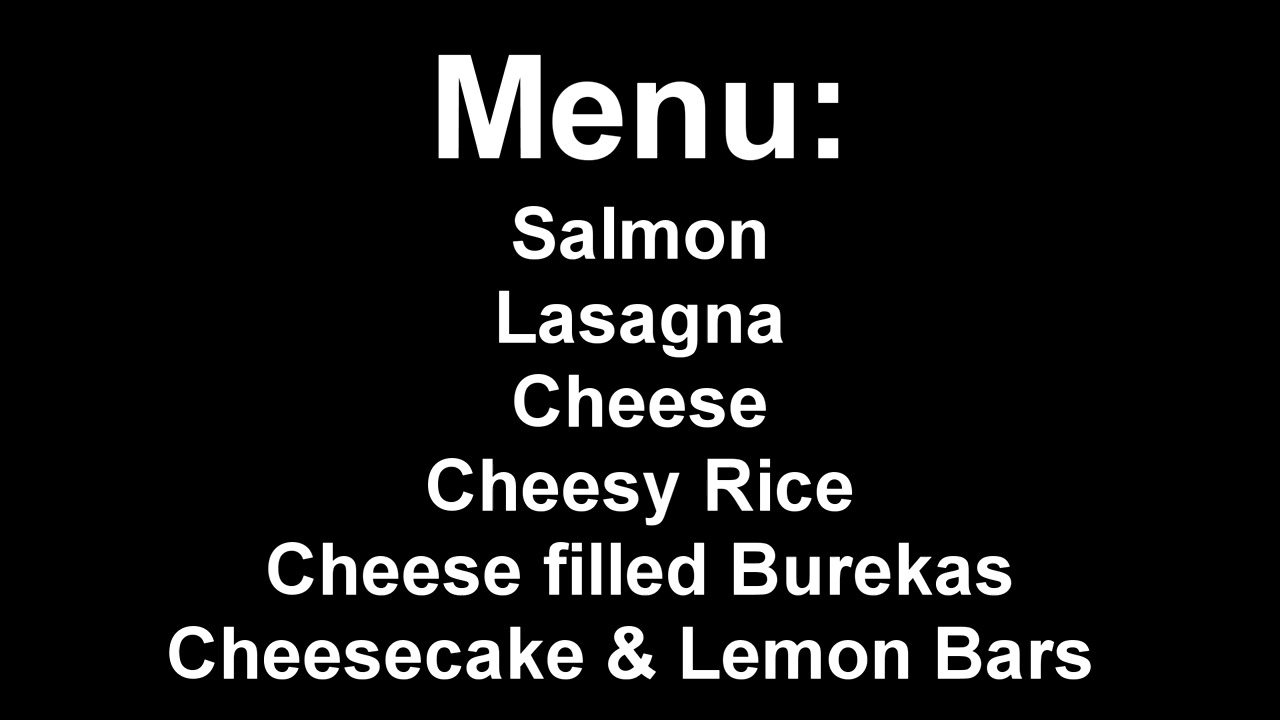 Menu:
Salmon
Lasagna
Cheese
Cheesy Rice
Cheese filled Burekas
Cheesecake & Lemon Bars